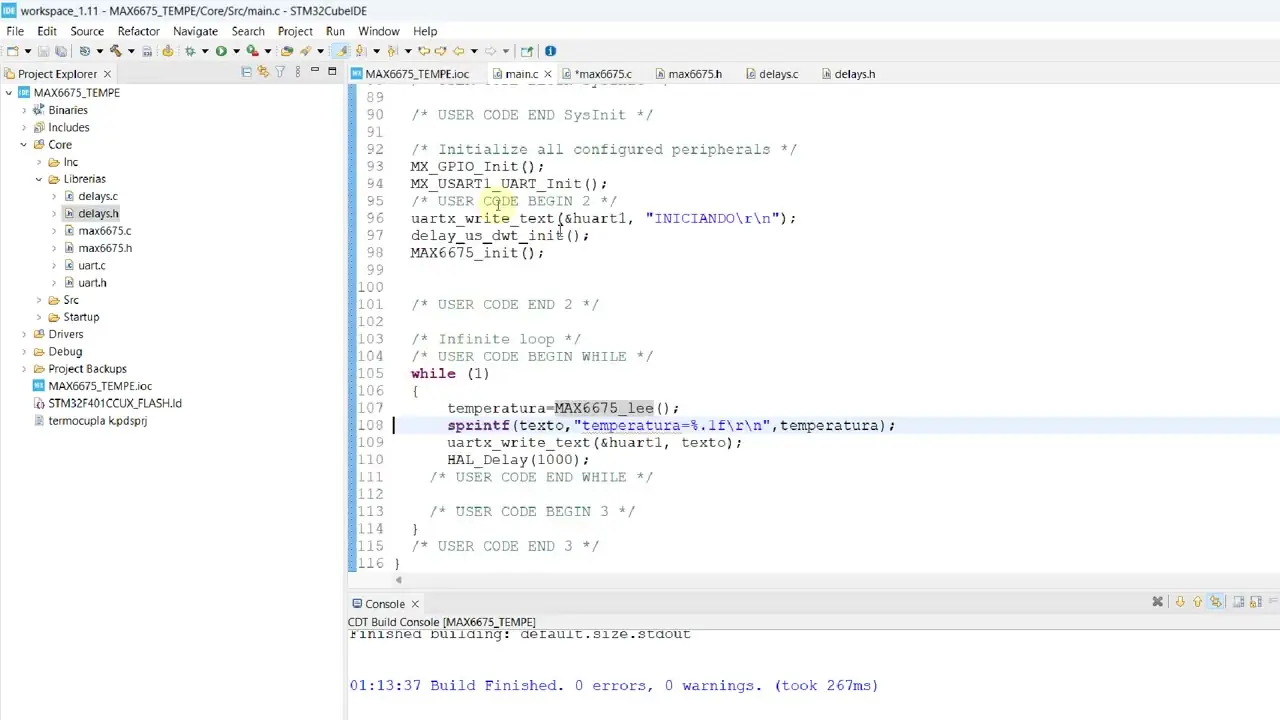 workspace_1.11 - MAX6675_TEMPE/Core/Src/main.c - STM32CubeIDE
File Edit Source Refactor Navigate Search Project Run Window Help
Project Explorer
MAX6675_TEMPE.ioc main.c *max6675.c max6675.h delays.c delays.h
MAX6675_TEMPE
Binaries
Includes
Core
Inc
Librerias
delays.c
delays.h
max6675.c
max6675.h
uart.c
uart.h
Src
Startup
Drivers
Debug
Project Backups
MAX6675_TEMPE.ioc
STM32F401CCUX_FLASH.ld
termocupla k.pdsprj
89
90 /* USER CODE END SysInit */
91
92 /* Initialize all configured peripherals */
93 MX_GPIO_Init();
94 MX_USART1_UART_Init();
95 /* USER CODE BEGIN 2 */
96 uartx_write_text(&huart1, "INICIANDO\r\n");
97 delay_us_dwt_init();
98 MAX6675_init();
99
100
101 /* USER CODE END 2 */
102
103 /* Infinite loop */
104 /* USER CODE BEGIN WHILE */
105 while (1)
106 {
107 temperatura=MAX6675_lee();
108 sprintf(texto,"temperatura=%.1f\r\n",temperatura);
109 uartx_write_text(&huart1, texto);
110 HAL_Delay(1000);
111 /* USER CODE END WHILE */
112
113 /* USER CODE BEGIN 3 */
114 }
115 /* USER CODE END 3 */
116 }
Console
CDT Build Console [MAX6675_TEMPE]
Finished building: default.size.stdout
01:13:37 Build Finished. 0 errors, 0 warnings. (took 267ms)